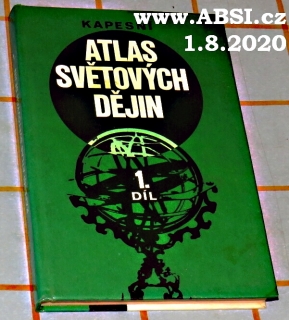 www.ABSI.cz
1.8.2020
KAPESNÍ
ATLAS
SVĚTOVÝCH
DĚJIN
1.
DÍL